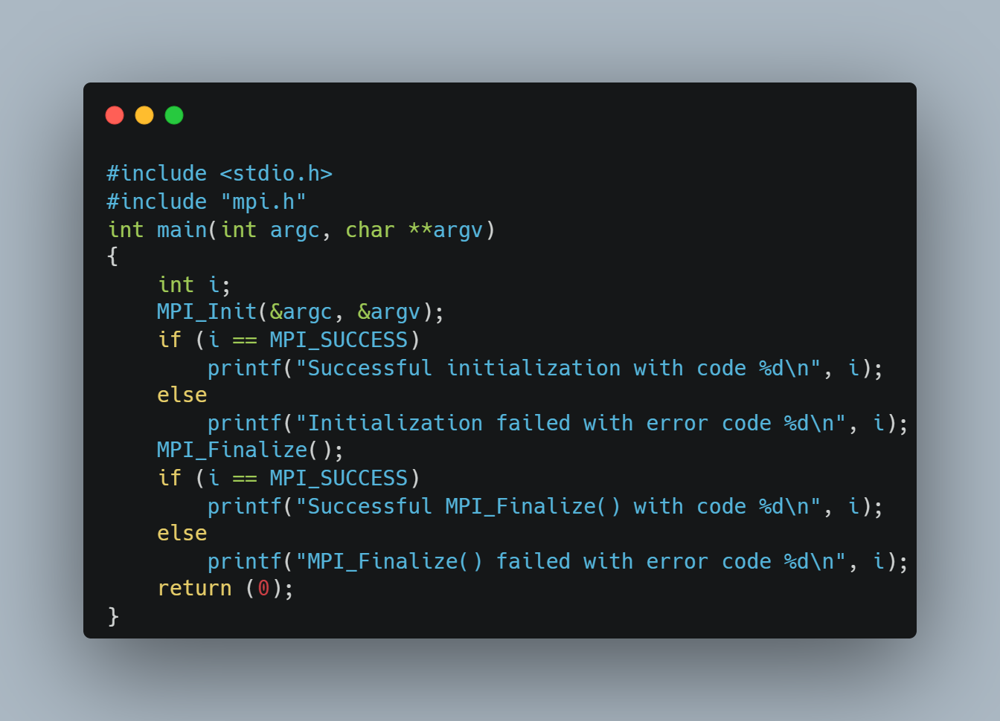 #include <stdio.h>
#include "mpi.h"
int main(int argc, char **argv)
{
    int i;
    MPI_Init(&argc, &argv);
    if (i == MPI_SUCCESS)
        printf("Successful initialization with code %d\n", i);
    else
        printf("Initialization failed with error code %d\n", i);
    MPI_Finalize();
    if (i == MPI_SUCCESS)
        printf("Successful MPI_Finalize() with code %d\n", i);
    else
        printf("MPI_Finalize() failed with error code %d\n", i);
    return (0);
}